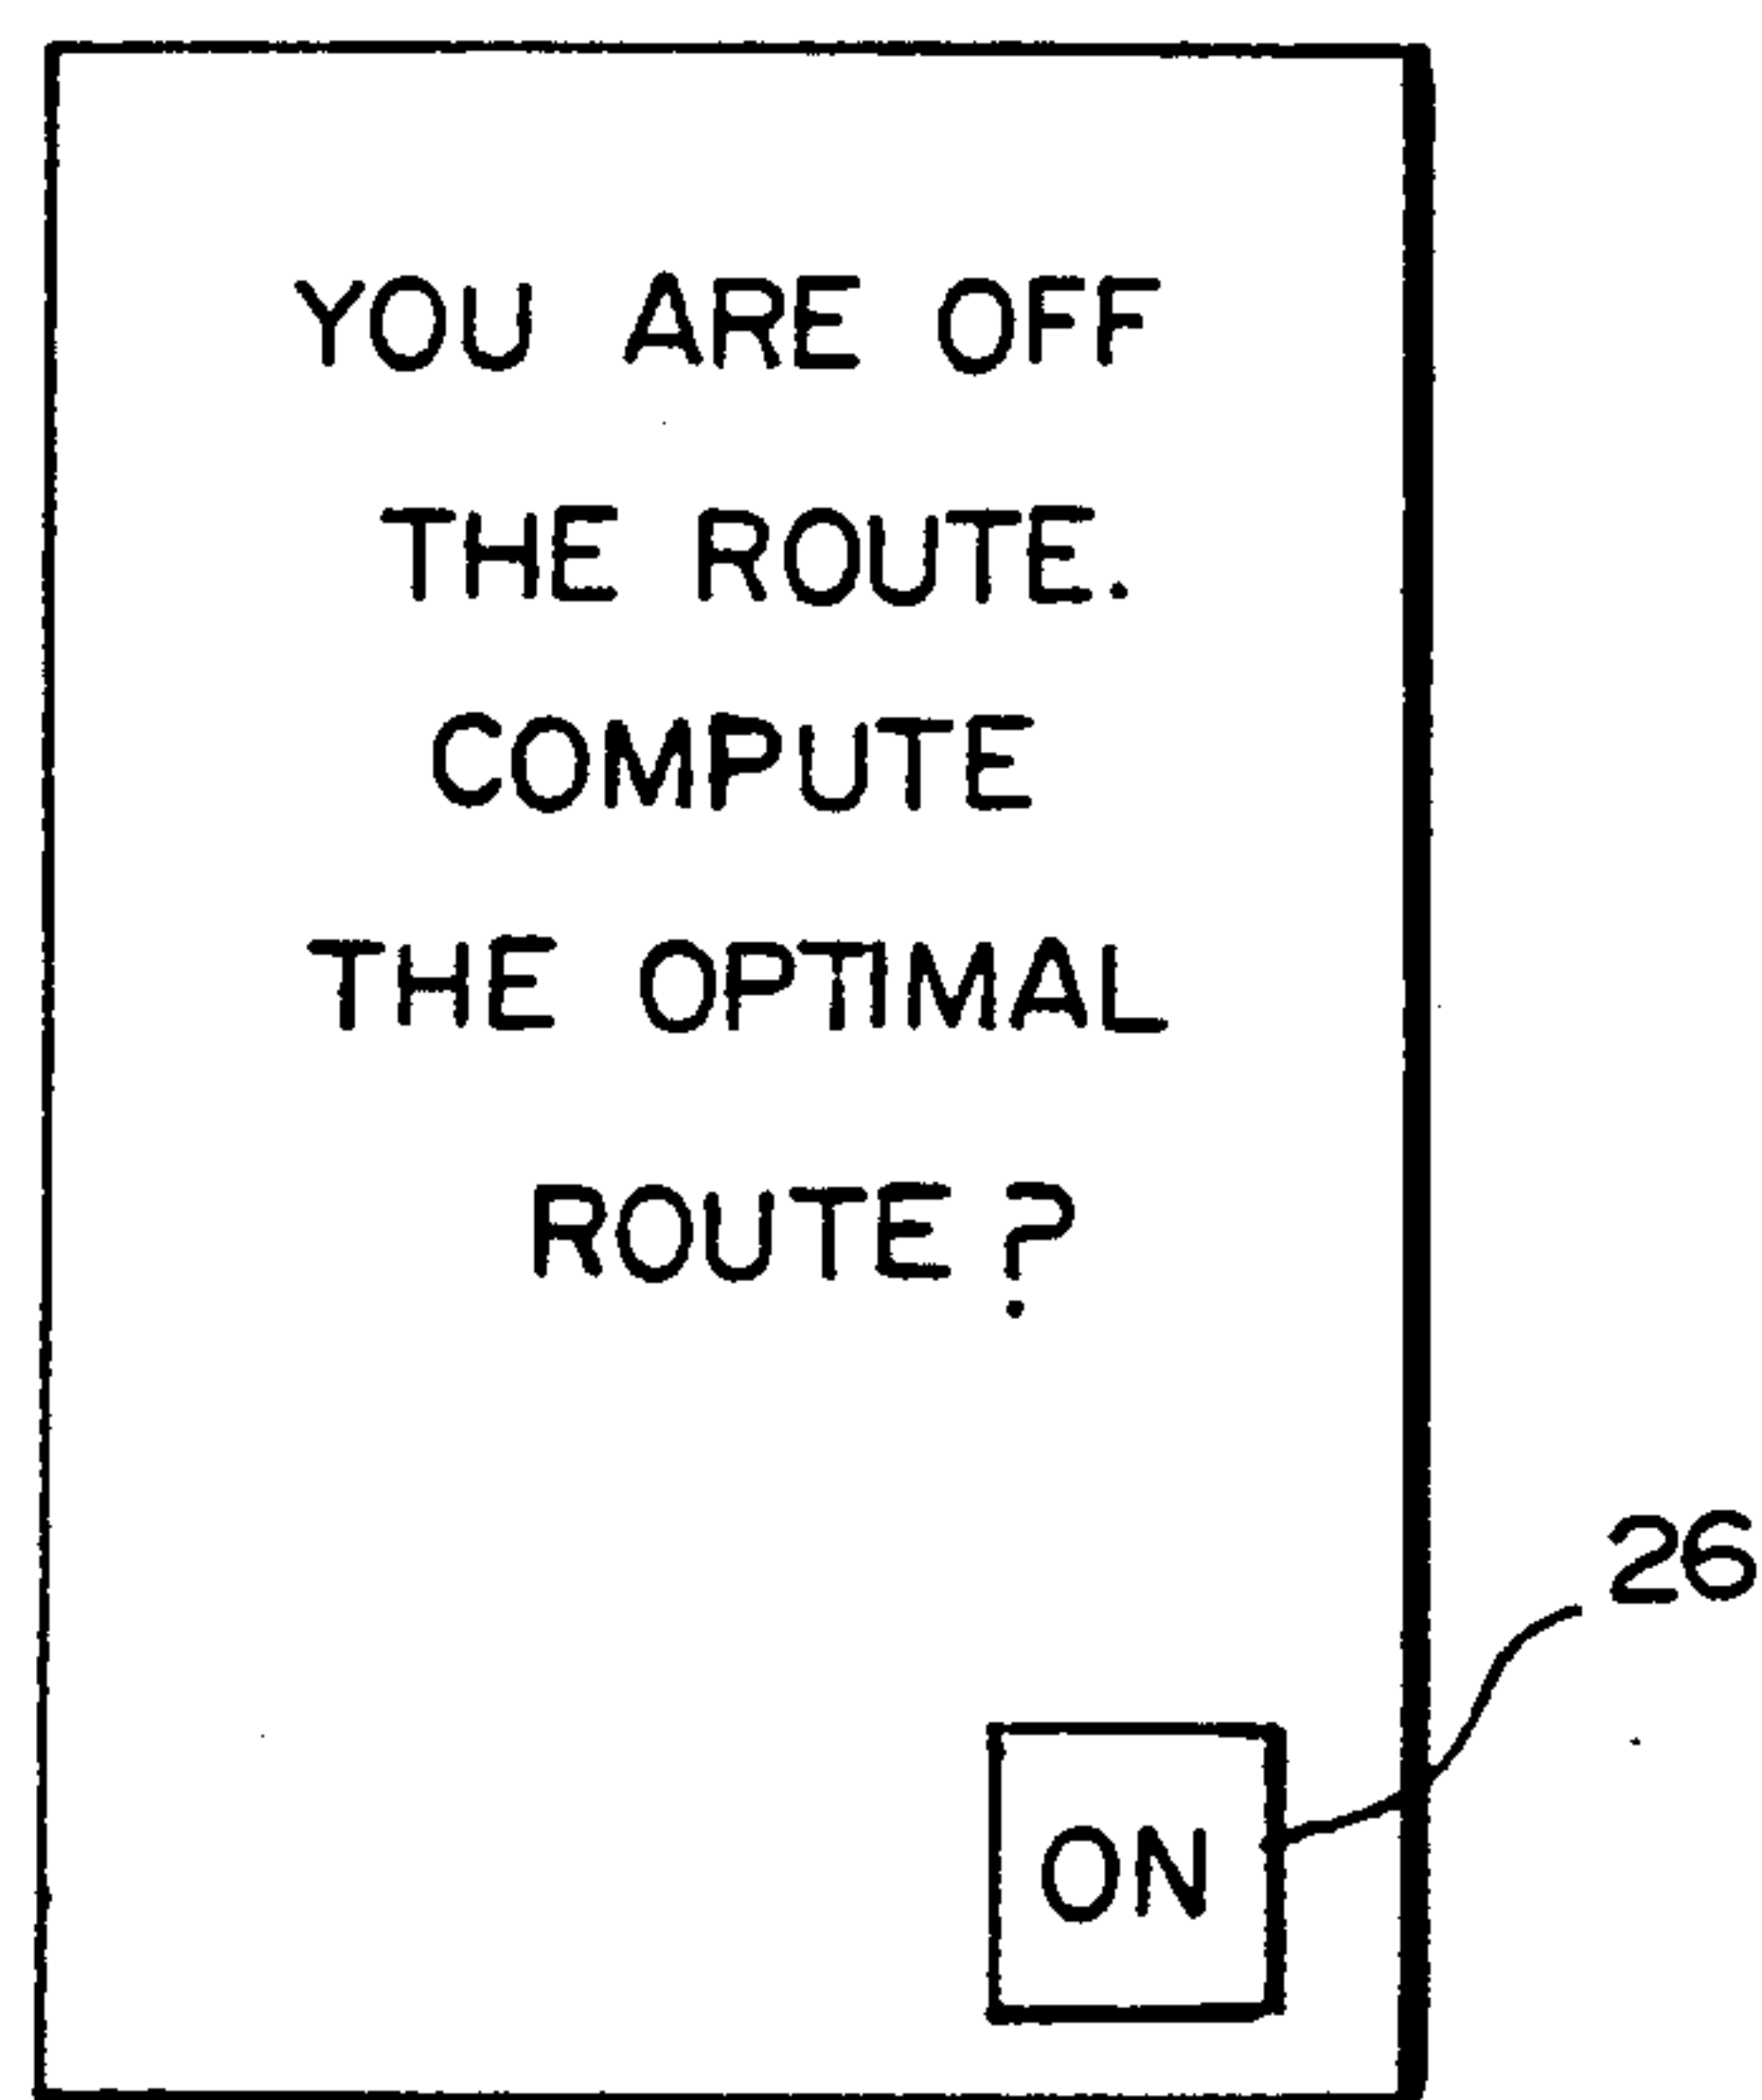 YOU ARE OFF
THE ROUTE.
COMPUTE
THE OPTIMAL
ROUTE?
26
ON